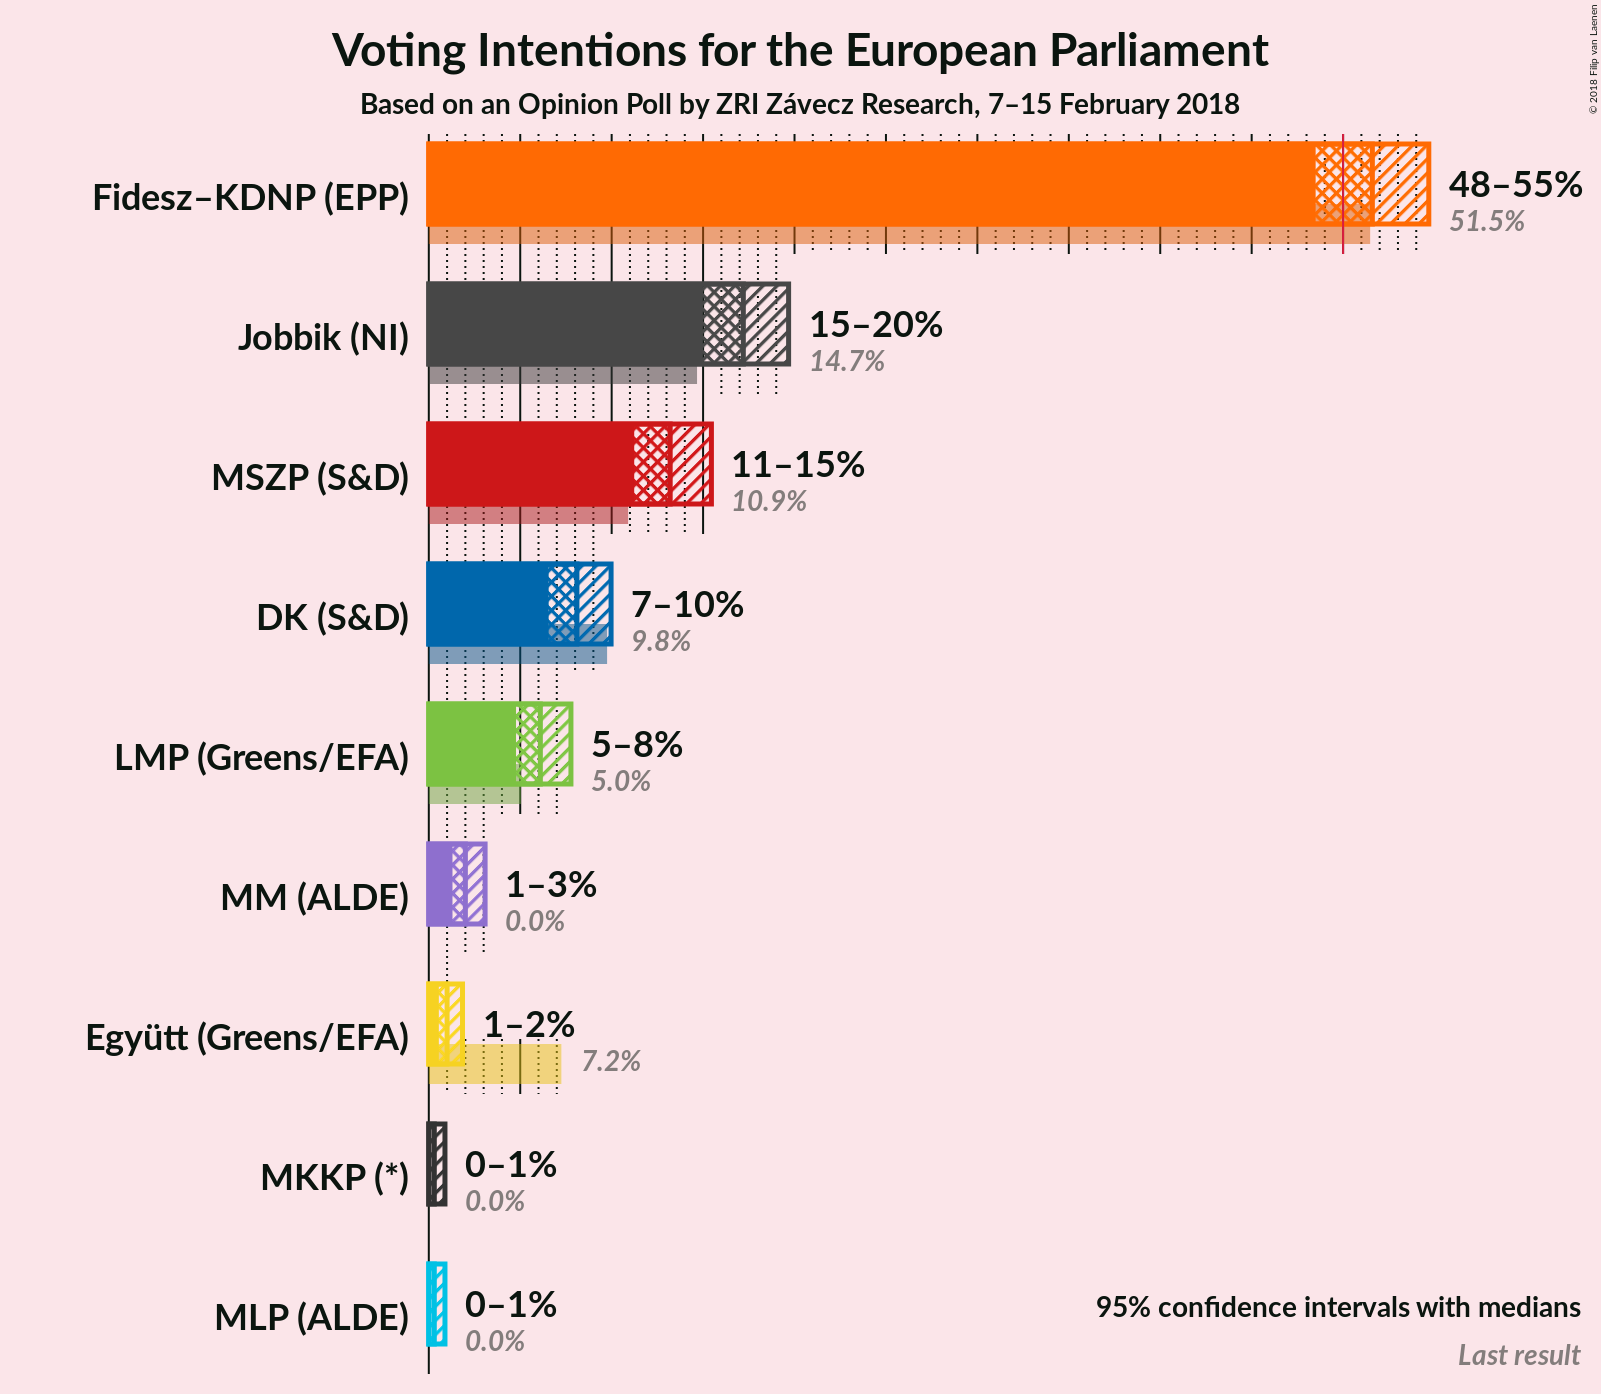 Voting Intentions for the European Parliament
Based on an Opinion Poll by ZRI Závecz Research, 7–15 February 2018
© 2018 Filip van Laenen
Fidesz–KDNP (EPP)
48–55%
51.5%
Jobbik (NI)
15–20%
14.7%
MSZP (S&D)
11–15%
10.9%
DK (S&D)
7–10%
9.8%
LMP (Greens/EFA)
5–8%
5.0%
MM (ALDE)
1–3%
0.0%
Együtt (Greens/EFA)
1–2%
7.2%
MKKP (*)
0–1%
0.0%
MLP (ALDE)
0–1%
0.0%
95% confidence intervals with medians
Last result